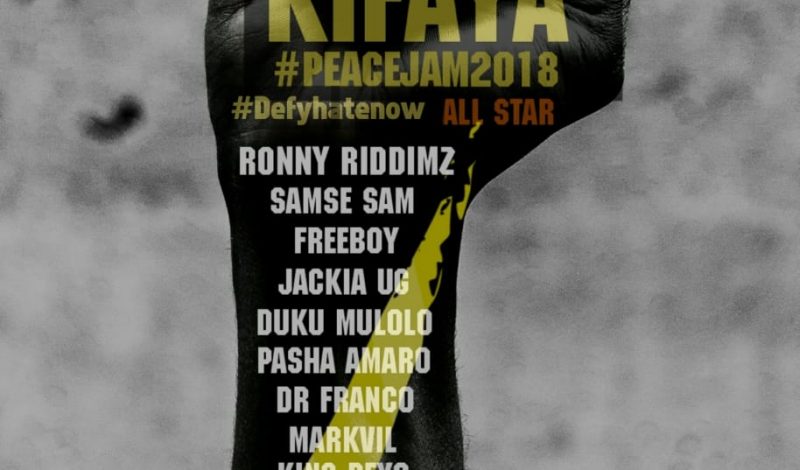 KIFAYA
#PEACEJAM2018
#Defyhatenow ALL STAR
RONNY RIDDIMZ
SAMSE SAM
FREEBOY
JACKIA UG
DUKU MULOLO
PASHA AMARO
DR FRANCO
MARKVIL
KING